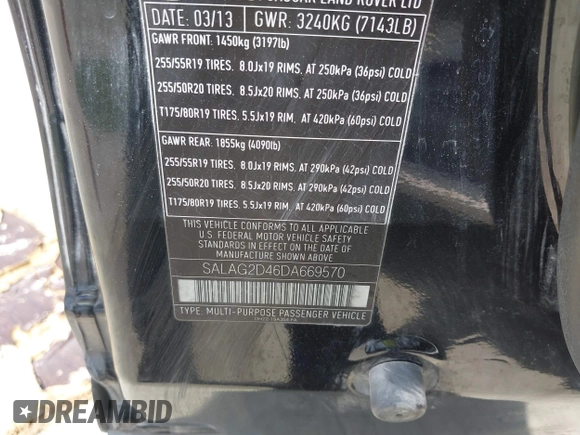 JAGUAR LAND ROVER LTD
DATE: 03/13 GWR: 3240KG (7143LB)
GAWR FRONT: 1450kg (3197lb)
255/55R19 TIRES. 8.0Jx19 RIMS. AT 250kPa (36psi) COLD
255/50R20 TIRES. 8.5Jx20 RIMS. AT 250kPa (36psi) COLD
T175/80R19 TIRES. 5.5Jx19 RIM. AT 420kPa (60psi) COLD
GAWR REAR: 1855kg (4090lb)
255/55R19 TIRES. 8.0Jx19 RIMS. AT 290kPa (42psi) COLD
255/50R20 TIRES. 8.5Jx20 RIMS. AT 290kPa (42psi) COLD
T175/80R19 TIRES. 5.5Jx19 RIM. AT 420kPa (60psi) COLD
THIS VEHICLE CONFORMS TO ALL APPLICABLE
U.S. FEDERAL MOTOR VEHICLE SAFETY
STANDARDS IN EFFECT ON THE DATE OF
MANUFACTURE SHOWN ABOVE
SALAG2D46DA669570
TYPE: MULTI-PURPOSE PASSENGER VEHICLE
DREAMBID